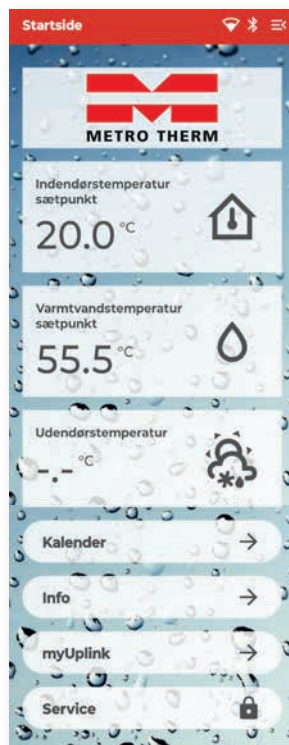 Startside
METRO THERM
Indendørstemperatur
sætpunkt
20.0 °C
Varmtvandstemperatur
sætpunkt
55.5 °C
Udendørstemperatur
-.- °C
Kalender
Info
myUplink
Service